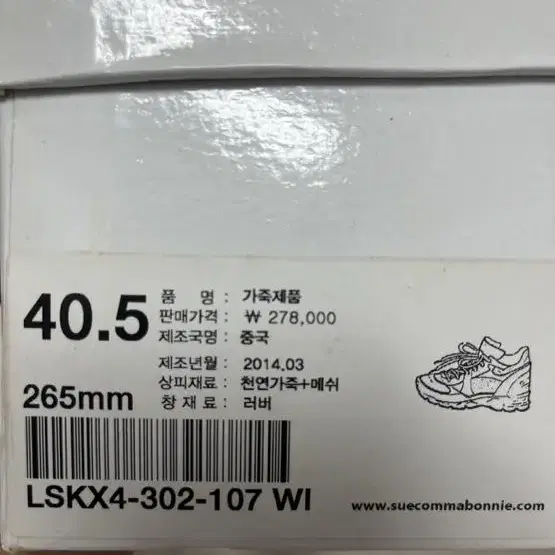 40.5
품 명 : 가죽제품
판매가격 : ₩ 278,000
제조국명 : 중국
제조년월 : 2014.03
상피재료 : 천연가죽+메쉬
창 재 료 : 러버
265mm
LSKX4-302-107 WI
www.suecommabonnie.com